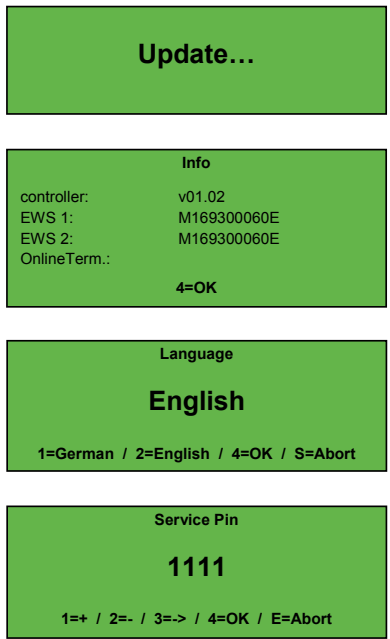 Update…
Info
controller: v01.02
EWS 1: M169300060E
EWS 2: M169300060E
OnlineTerm.:
4=OK
Language
English
1=German / 2=English / 4=OK / S=Abort
Service Pin
1111
1=+ / 2=- / 3=-> / 4=OK / E=Abort